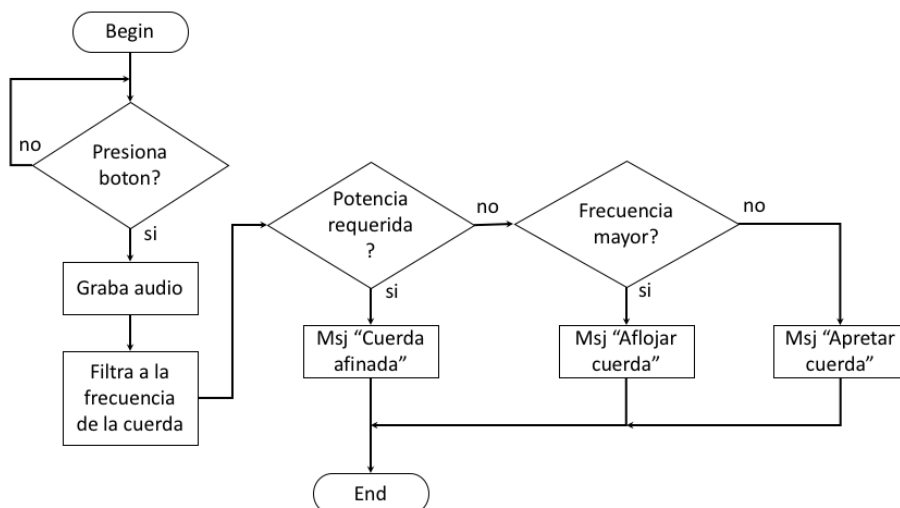 Begin
no
Presiona
boton?
si
Graba audio
Filtra a la
frecuencia
de la cuerda
Potencia
requerida
?
no
si
Msj “Cuerda
afinada”
Frecuencia
mayor?
no
si
Msj “Aflojar
cuerda”
Msj “Apretar
cuerda”
End